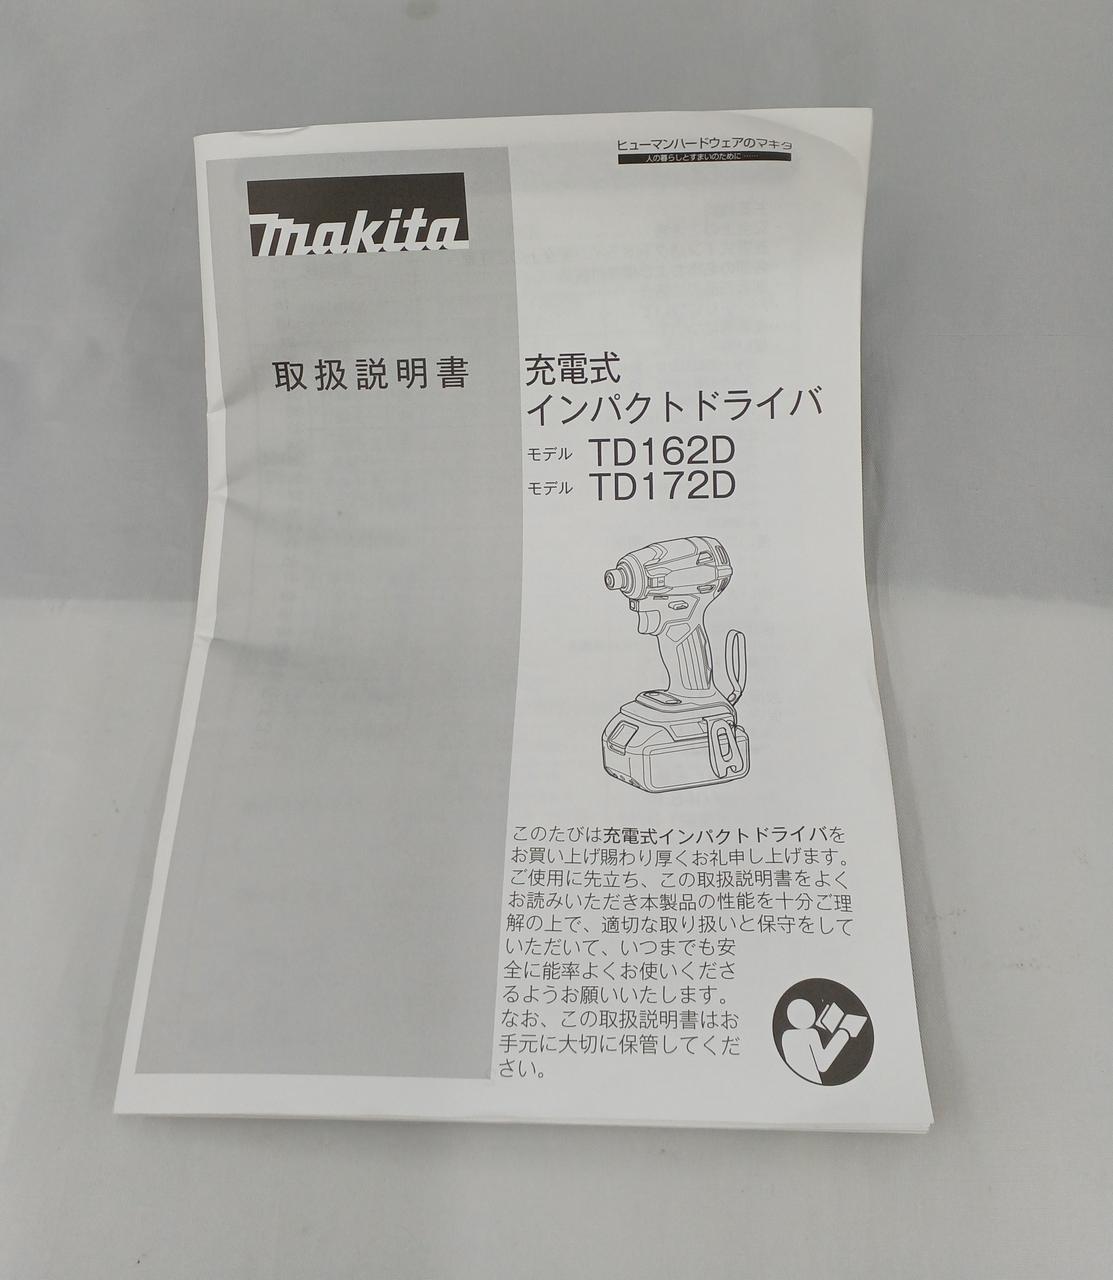 ヒューマンハードウェアのマキタ
人の暮らしとすまいのために……
makita
取扱説明書
充電式
インパクトドライバ
モデル TD162D
モデル TD172D
このたびは充電式インパクトドライバを
お買い上げ賜わり厚くお礼申し上げます。
ご使用に先立ち、この取扱説明書をよく
お読みいただき本製品の性能を十分ご理
解の上で、適切な取り扱いと保守をして
いただいて、いつまでも安
全に能率よくお使いくださ
るようお願いいたします。
なお、この取扱説明書はお
手元に大切に保管してくだ
さい。